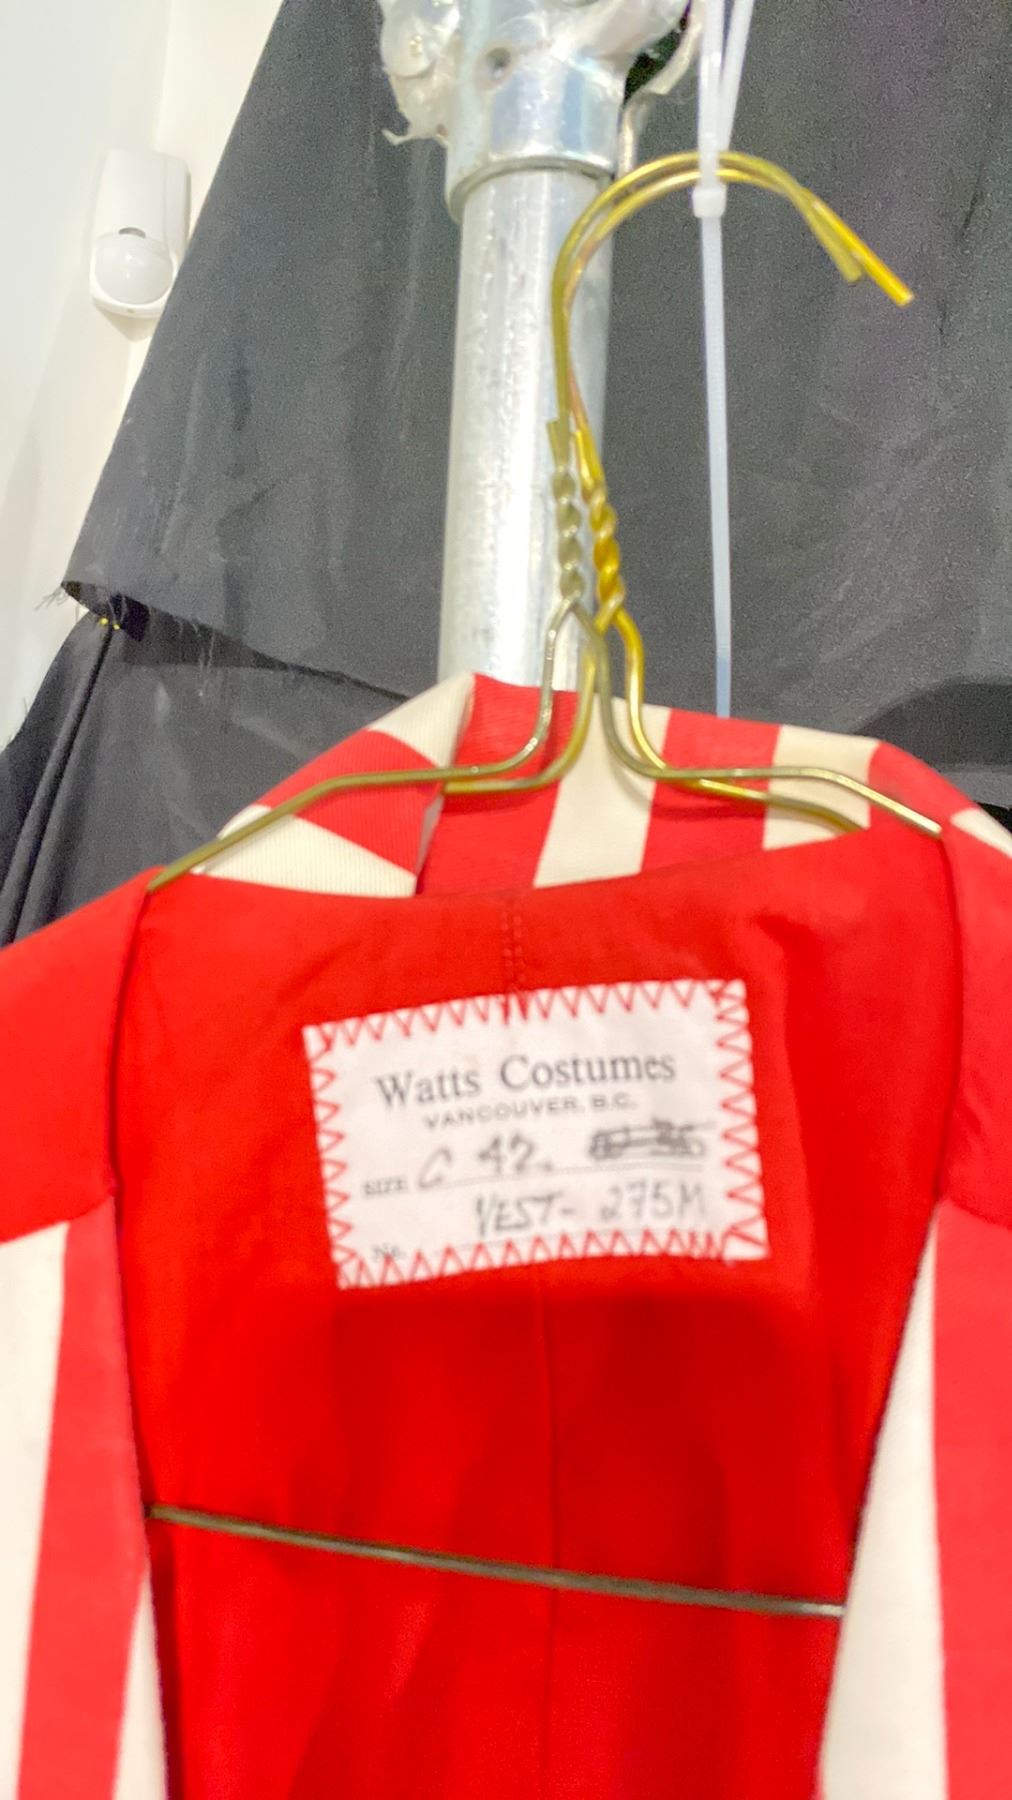 Watts Costumes
VANCOUVER, B.C.
SIZE C 42.
No. VEST- 275M